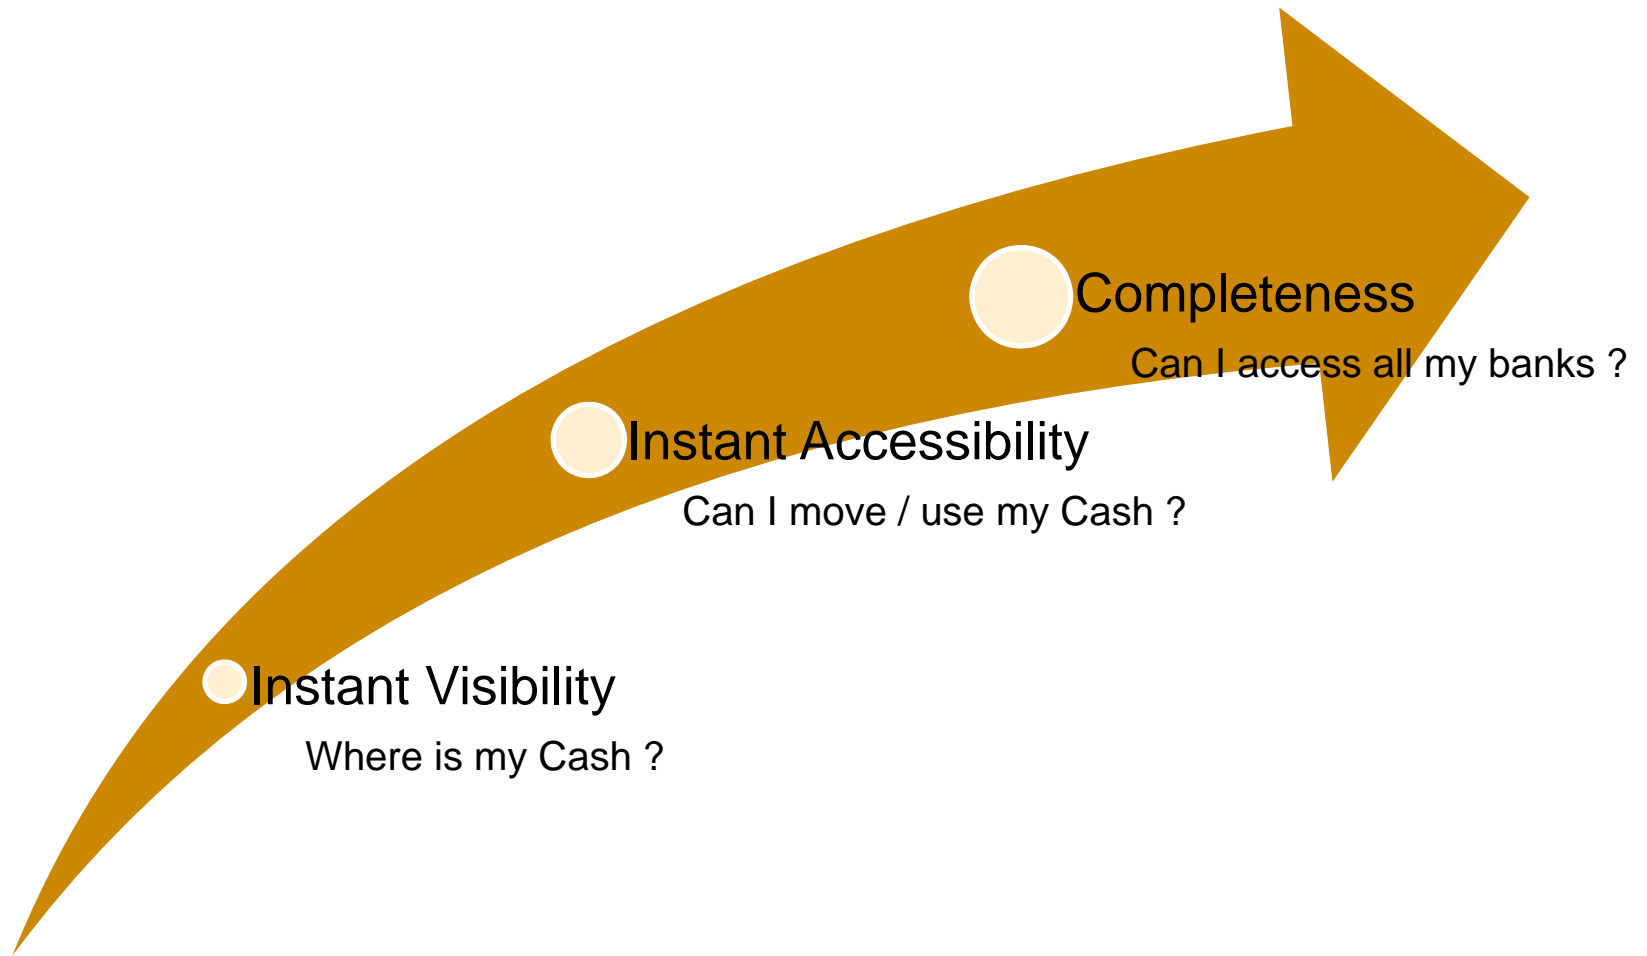 Completeness
Can I access all my banks ?
Instant Accessibility
Can I move / use my Cash ?
Instant Visibility
Where is my Cash ?